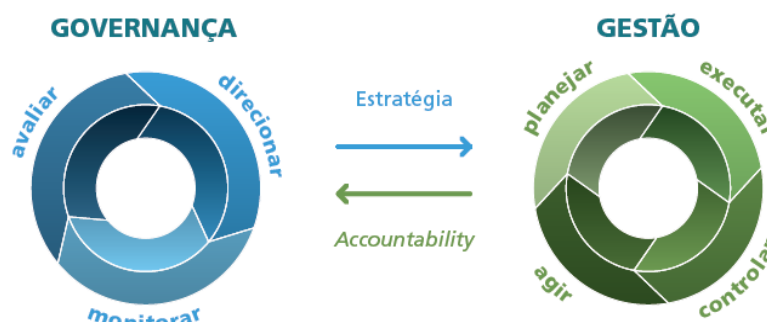 GOVERNANÇA
GESTÃO
avaliar
direcionar
monitorar
Estratégia
Accountability
planejar
executar
agir
controlar